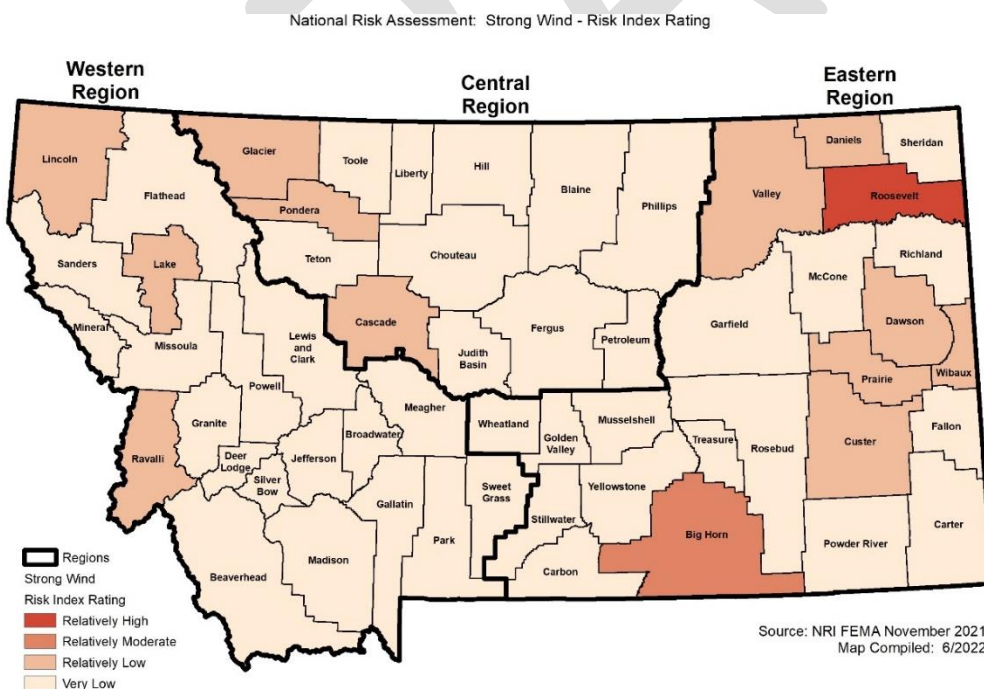 National Risk Assessment: Strong Wind - Risk Index Rating
Western
Region
Central
Region
Eastern
Region
Lincoln
Flathead
Glacier
Toole
Liberty
Hill
Blaine
Phillips
Valley
Daniels
Sheridan
Roosevelt
Pondera
Teton
Chouteau
Sanders
Lake
Richland
McCone
Garfield
Dawson
Cascade
Fergus
Petroleum
Judith
Basin
Mineral
Missoula
Lewis
and
Clark
Powell
Prairie
Wibaux
Meagher
Wheatland
Golden
Valley
Musselshell
Treasure
Rosebud
Custer
Fallon
Granite
Broadwater
Ravalli
Deer
Lodge
Jefferson
Silver
Bow
Gallatin
Park
Sweet
Grass
Stillwater
Yellowstone
Big Horn
Powder River
Carter
Carbon
Madison
Beaverhead
Regions
Strong Wind
Risk Index Rating
Relatively High
Relatively Moderate
Relatively Low
Very Low
Source: NRI FEMA November 2021
Map Compiled: 6/2022